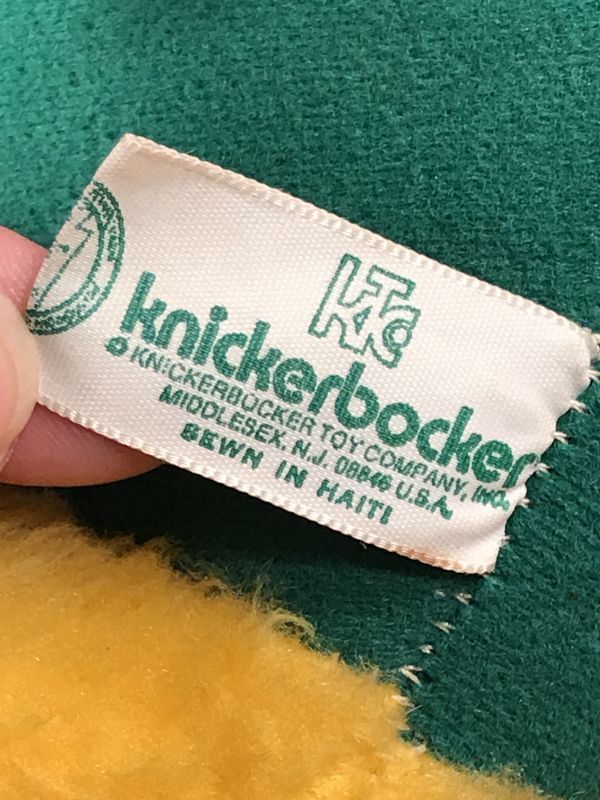 KTC
knickerbocker
© KNICKERBOCKER TOY COMPANY, INC.
MIDDLESEX, N.J. 08846 U.S.A.
SEWN IN HAITI